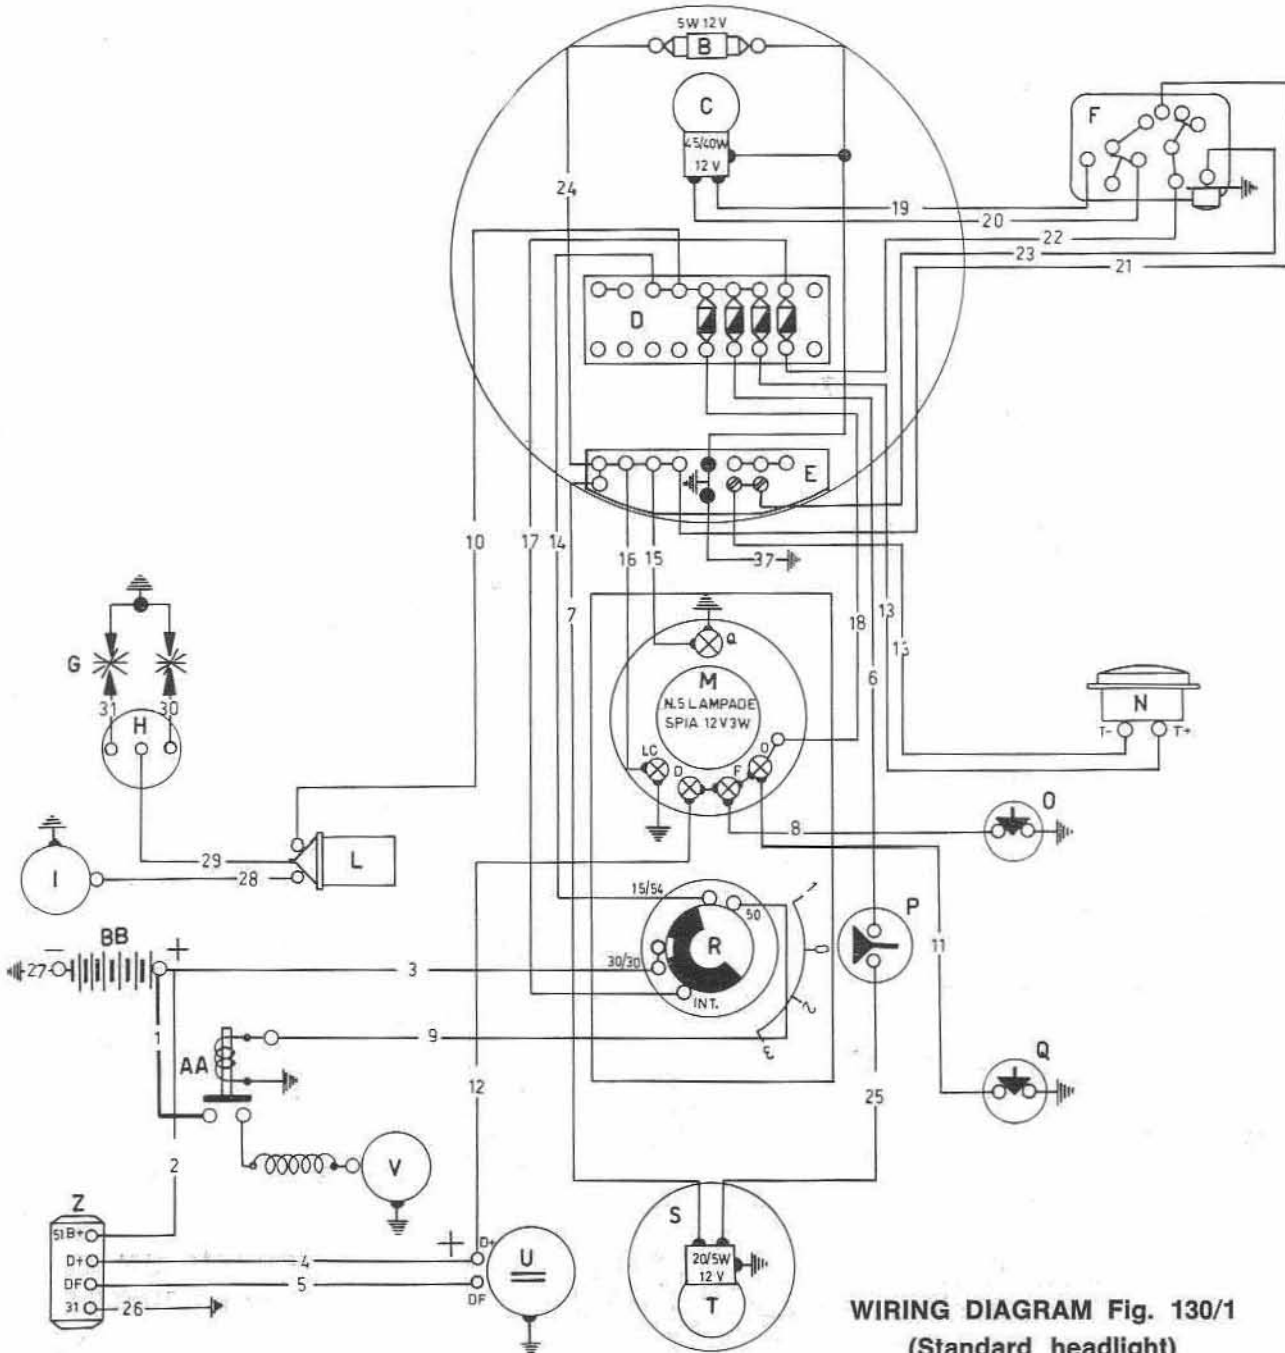 5W 12V
B
C
45/40W
12 V
F
24
19
20
22
23
21
D
E
10
17
14
16
15
37
7
18
13
13
6
G
31
30
H
Q
M
N.5 LAMPADE
SPIA 12V3W
LC
D
F
O
N
T-
T+
8
O
29
28
I
L
15/54
50
R
30/30
INT.
1
0
2
3
P
11
BB
-
+
27
3
1
AA
9
12
25
Q
2
V
Z
51B+
D+
DF
31
4
5
26
+
D+
DF
U
S
20/5W
12 V
T
WIRING DIAGRAM Fig. 130/1
(Standard headlight)